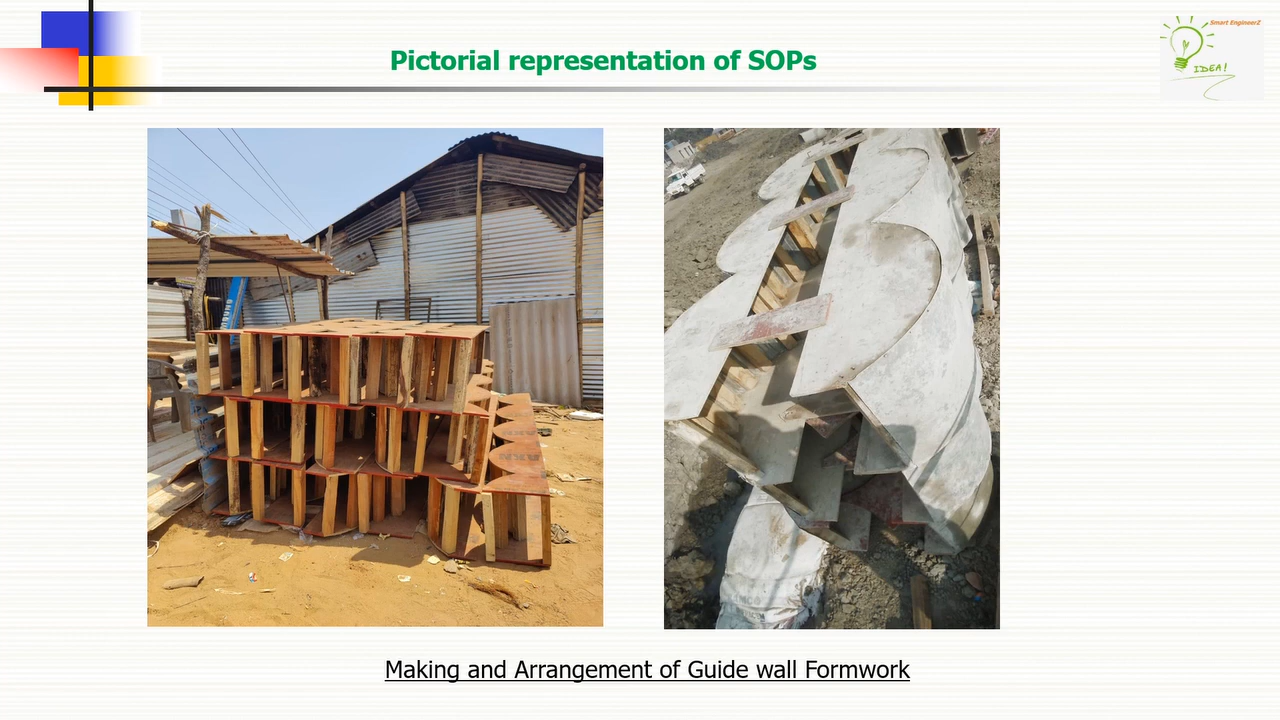 Pictorial representation of SOPs
Smart EngineerZ
IDEA!
Making and Arrangement of Guide wall Formwork